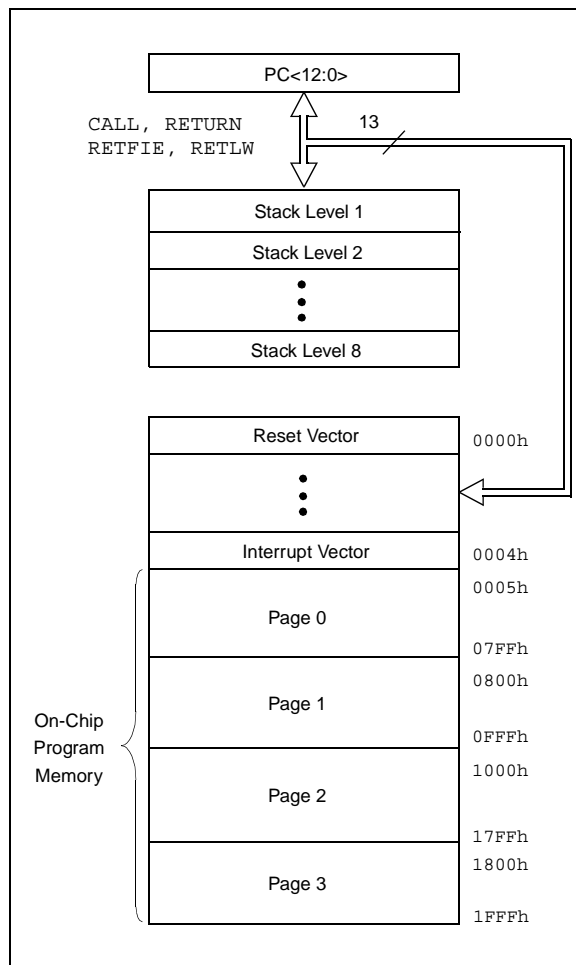 PC<12:0>
CALL, RETURN
RETFIE, RETLW
13
Stack Level 1
Stack Level 2
Stack Level 8
Reset Vector
0000h
Interrupt Vector
0004h
0005h
Page 0
07FFh
0800h
Page 1
0FFFh
On-Chip
Program
Memory
1000h
Page 2
17FFh
1800h
Page 3
1FFFh